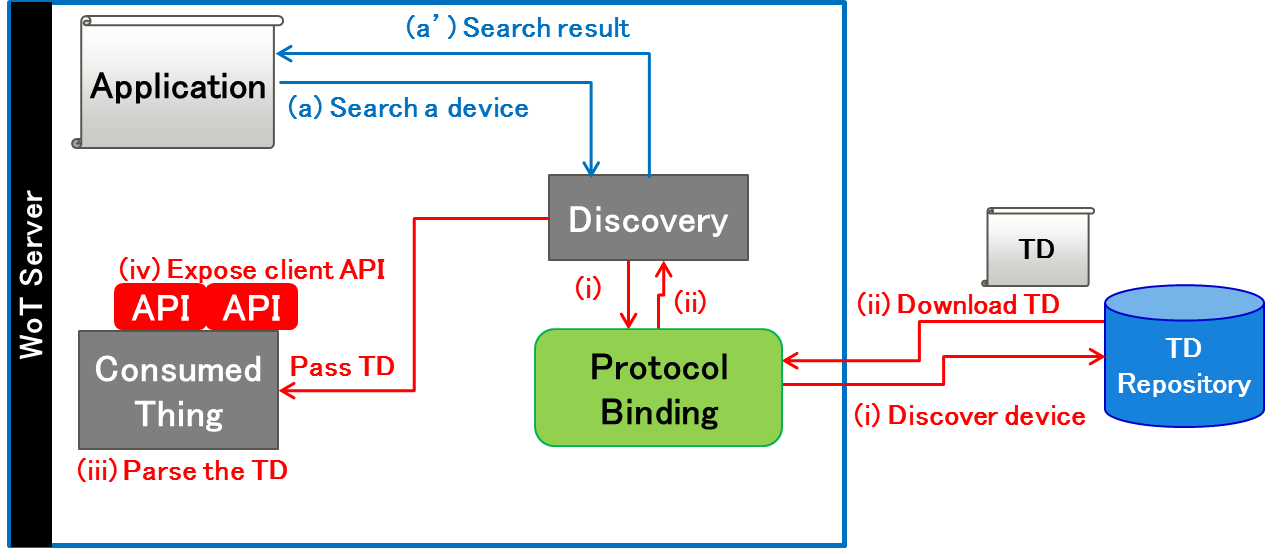 WoT Server
(a’) Search result
Application
(a) Search a device
Discovery
TD
(iv) Expose client API
(i)
(ii)
(ii) Download TD
API
API
Consumed
Thing
Pass TD
Protocol
Binding
TD
Repository
(i) Discover device
(iii) Parse the TD